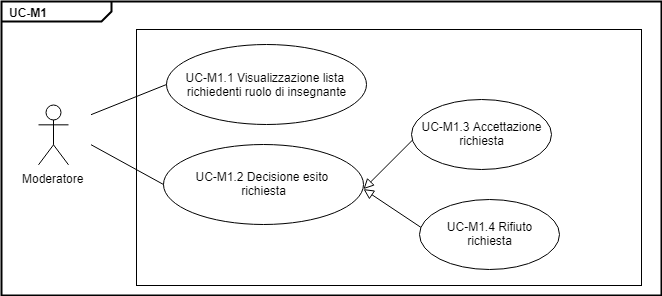 UC-M1
UC-M1.1 Visualizzazione lista
richiedenti ruolo di insegnante
UC-M1.3 Accettazione
richiesta
Moderatore
UC-M1.2 Decisione esito
richiesta
UC-M1.4 Rifiuto
richiesta